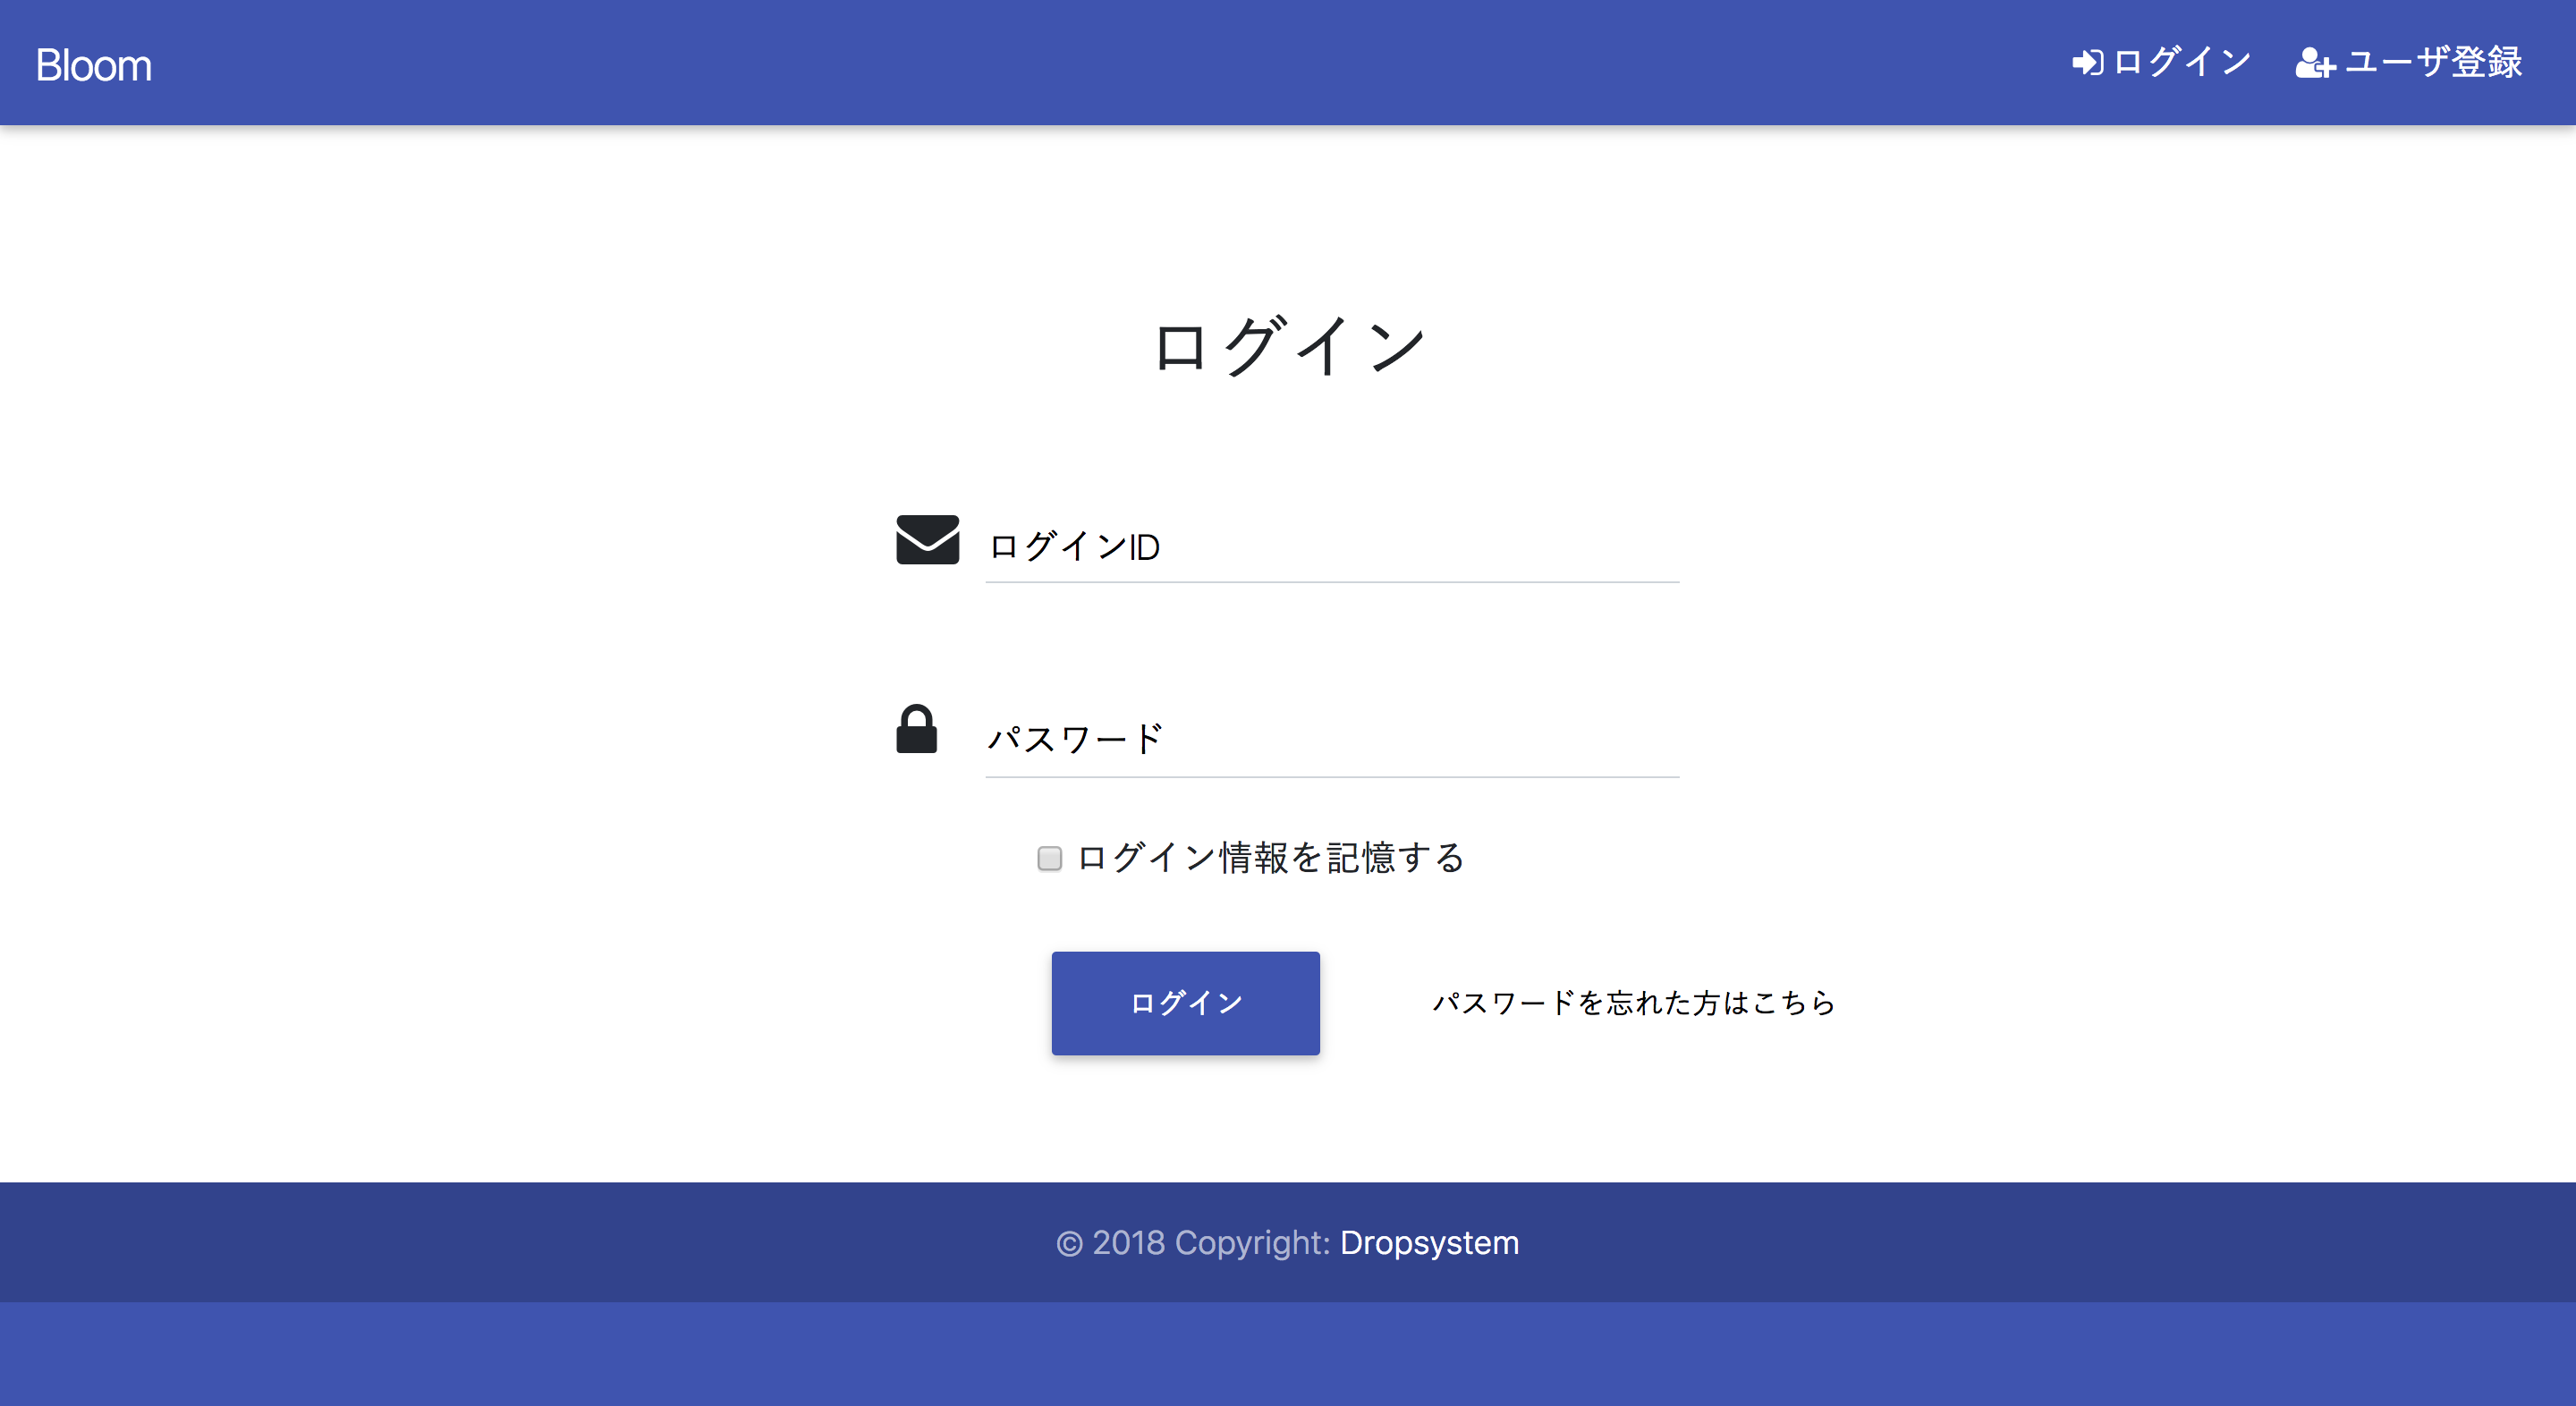 Bloom
ログイン ユーザ登録
ログイン
ログインID
パスワード
ログイン情報を記憶する
ログイン パスワードを忘れた方はこちら
© 2018 Copyright: Dropsystem